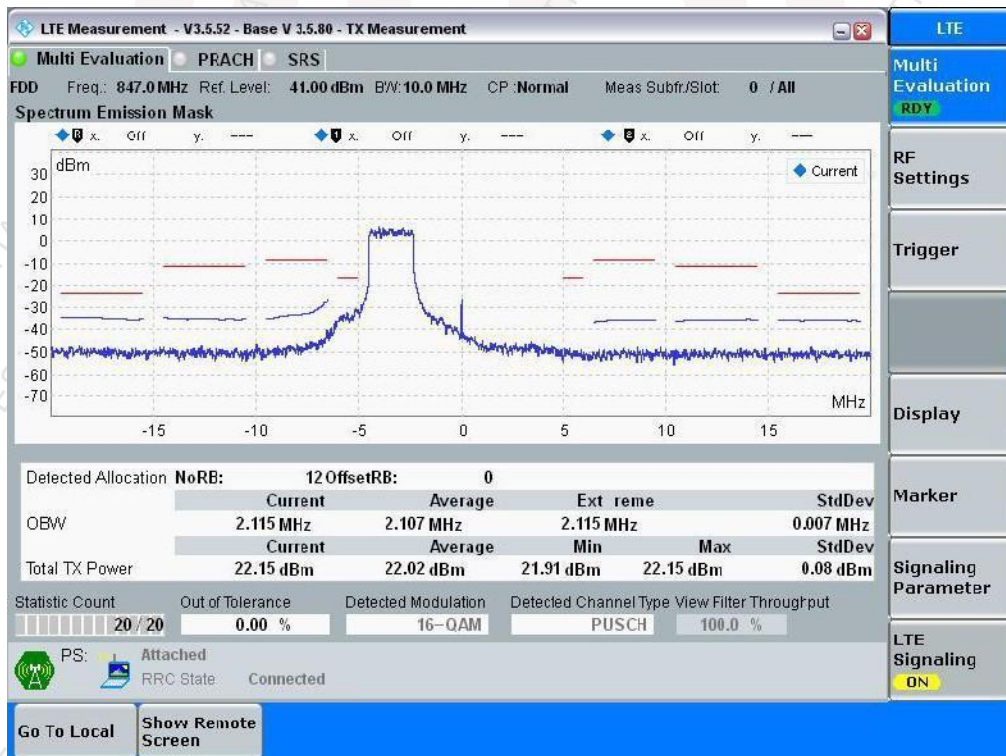 LTE Measurement - V3.5.52 - Base V 3.5.80 - TX Measurement
LTE
Multi Evaluation PRACH SRS
FDD Freq.: 847.0 MHz Ref. Level: 41.00 dBm BW: 10.0 MHz CP : Normal Meas Subfr./Slot: 0 / All
Spectrum Emission Mask
R x. Off y. --- 1 x. Off y. --- 2 x. Off y. ---
dBm
Current
30
20
10
0
-10
-20
-30
-40
-50
-60
-70
MHz
-15 -10 -5 0 5 10 15
Detected Allocation NoRB: 12 OffsetRB: 0
Current Average Ext reme StdDev
OBW 2.115 MHz 2.107 MHz 2.115 MHz 0.007 MHz
Current Average Min Max StdDev
Total TX Power 22.15 dBm 22.02 dBm 21.91 dBm 22.15 dBm 0.08 dBm
Statistic Count Out of Tolerance Detected Modulation Detected Channel Type View Filter Throughput
20 / 20 0.00 % 16-QAM PUSCH 100.0 %
PS: Attached
RRC State Connected
Multi
Evaluation
RDY
RF
Settings
Trigger
Display
Marker
Signaling
Parameter
LTE
Signaling
ON
Go To Local
Show Remote
Screen